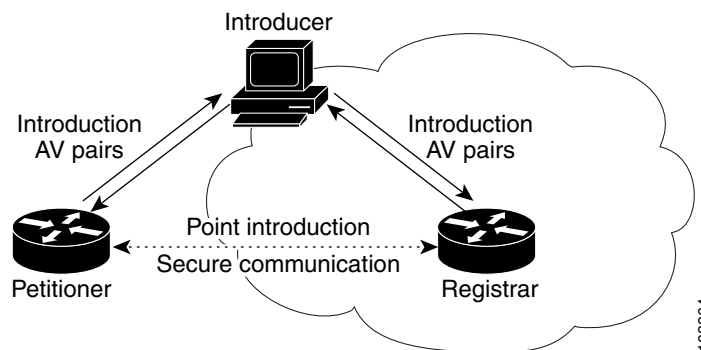 Introducer
Introduction
AV pairs
Introduction
AV pairs
Point introduction
Secure communication
Petitioner
Registrar